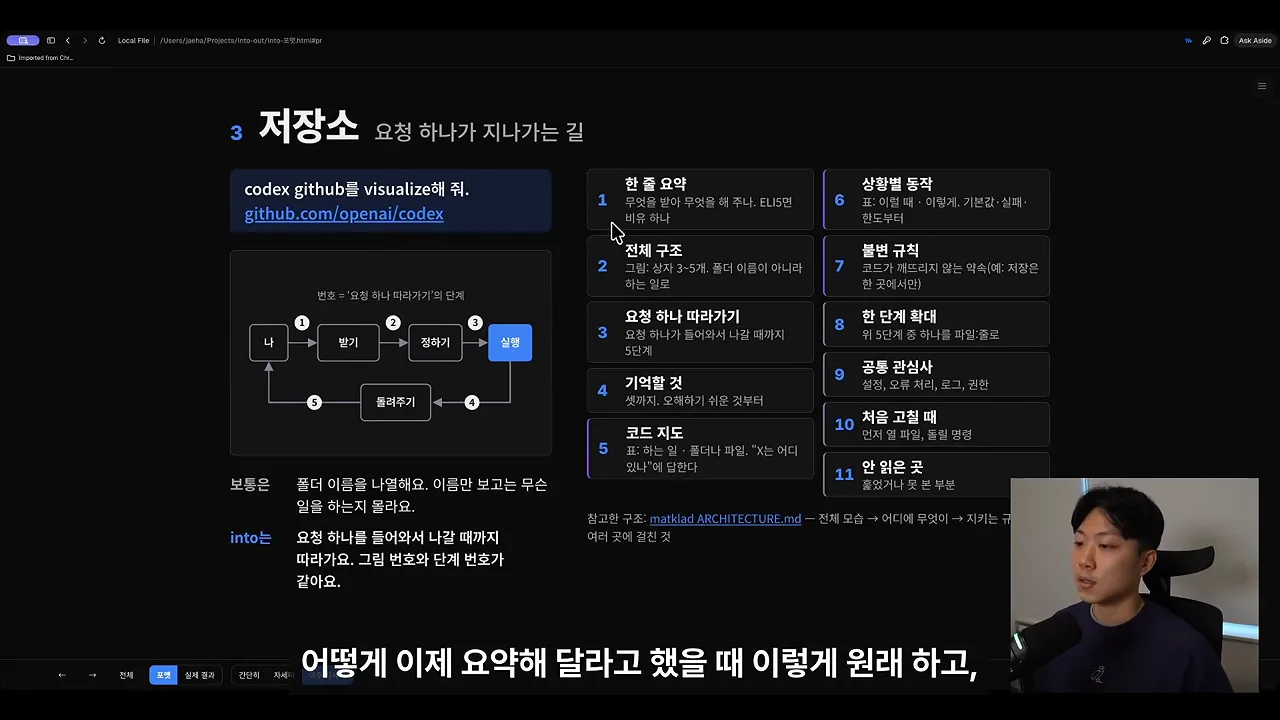 Local File
/Users/jaeho/Projects/into-out/into-포맷.html#pr
Ask Aside
Imported from Chr...
3 저장소 요청 하나가 지나가는 길
codex github를 visualize해 줘.
github.com/openai/codex
번호 = '요청 하나 따라가기'의 단계
1
2
3
나
받기
정하기
실행
5
돌려주기
4
보통은
폴더 이름을 나열해요. 이름만 보고는 무슨
일을 하는지 몰라요.
into는
요청 하나를 들어와서 나갈 때까지
따라가요. 그림 번호와 단계 번호가
같아요.
1 한 줄 요약
무엇을 받아 무엇을 해 주나. ELI5면
비유 하나
2 전체 구조
그림: 상자 3~5개. 폴더 이름이 아니라
하는 일로
3 요청 하나 따라가기
요청 하나가 들어와서 나갈 때까지
5단계
4 기억할 것
셋까지. 오해하기 쉬운 것부터
5 코드 지도
표: 하는 일 · 폴더나 파일. "X는 어디
있나"에 답한다
6 상황별 동작
표: 이럴 때 · 이렇게. 기본값·실패·
한도부터
7 불변 규칙
코드가 깨뜨리지 않는 약속(예: 저장은
한 곳에서만)
8 한 단계 확대
위 5단계 중 하나를 파일:줄로
9 공통 관심사
설정, 오류 처리, 로그, 권한
10 처음 고칠 때
먼저 열 파일, 돌릴 명령
11 안 읽은 곳
훑었거나 못 본 부분
참고한 구조: matklad ARCHITECTURE.md — 전체 모습 → 어디에 무엇이 → 지키는 규
여러 곳에 걸친 것
← → 전체 포맷 실제 결과 간단히 자세
어떻게 이제 요약해 달라고 했을 때 이렇게 원래 하고,